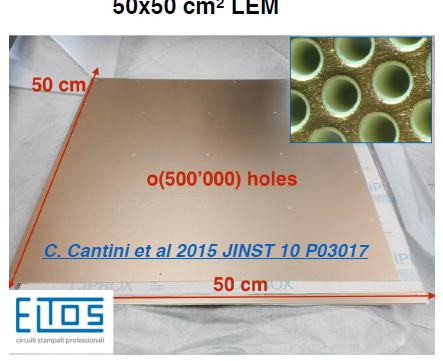 50x50 cm² LEM
50 cm
o(500'000) holes
C. Cantini et al 2015 JINST 10 P03017
CIPROX
50 cm
ELTOS
circuiti stampati professionali